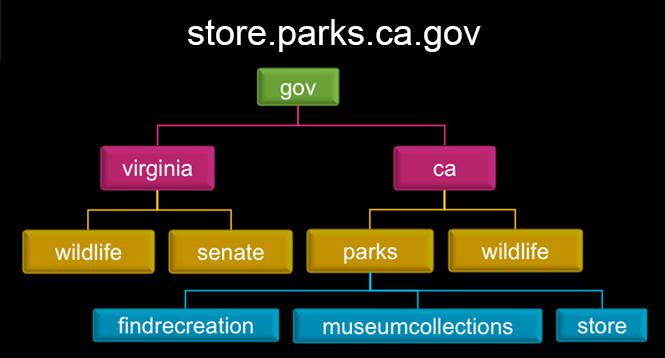 store.parks.ca.gov
gov
virginia
ca
wildlife
senate
parks
wildlife
findrecreation
museumcollections
store